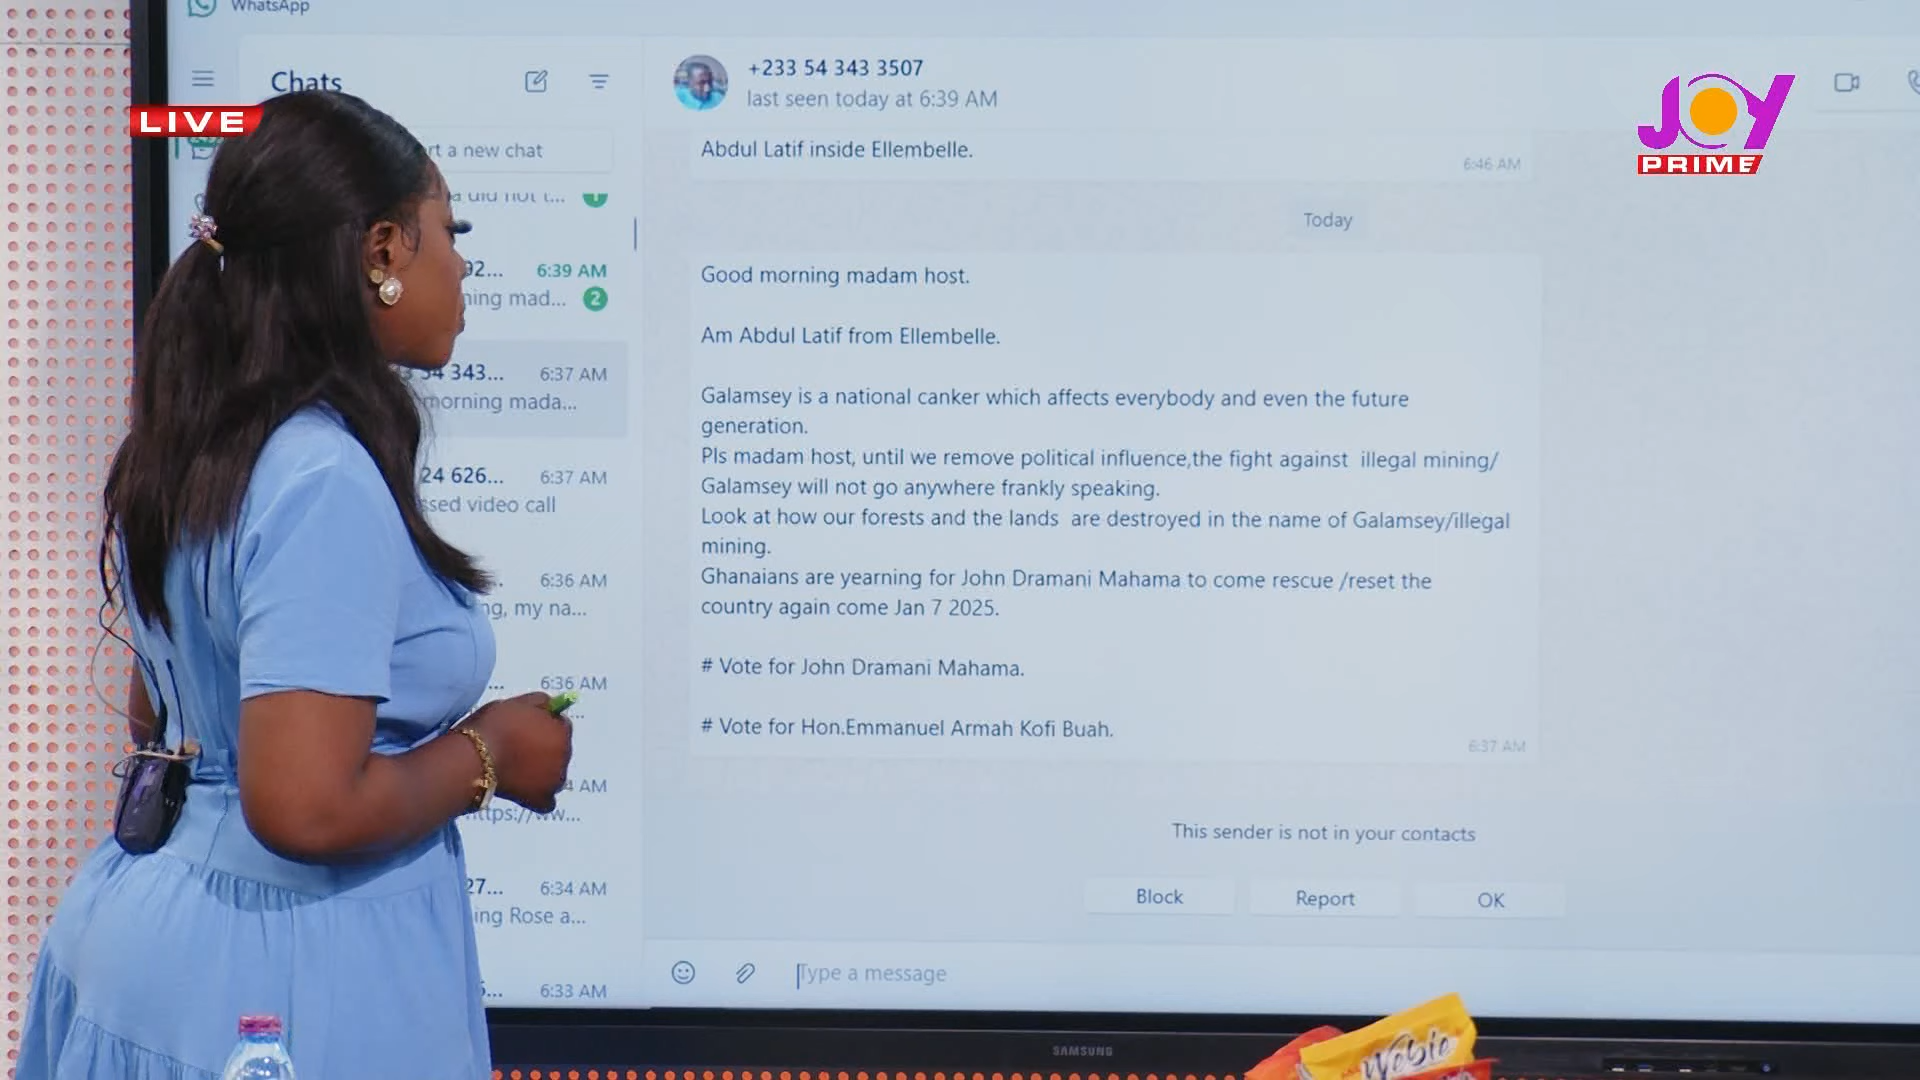 WhatsApp
Chats
LIVE
rt a new chat
92... 6:39 AM
ning mad... 2
54 343... 6:37 AM
morning mada...
24 626... 6:37 AM
ssed video call
6:36 AM
ng, my na...
... 6:36 AM
4 AM
https://ww...
27... 6:34 AM
ing Rose a...
6:33 AM
+233 54 343 3507
last seen today at 6:39 AM
JOY
PRIME
Abdul Latif inside Ellembelle.
6:46 AM
Today
Good morning madam host.
Am Abdul Latif from Ellembelle.
Galamsey is a national canker which affects everybody and even the future
generation.
Pls madam host, until we remove political influence,the fight against illegal mining/
Galamsey will not go anywhere frankly speaking.
Look at how our forests and the lands are destroyed in the name of Galamsey/illegal
mining.
Ghanaians are yearning for John Dramani Mahama to come rescue /reset the
country again come Jan 7 2025.
# Vote for John Dramani Mahama.
# Vote for Hon.Emmanuel Armah Kofi Buah.
6:37 AM
This sender is not in your contacts
Block Report OK
Type a message
SAMSUNG